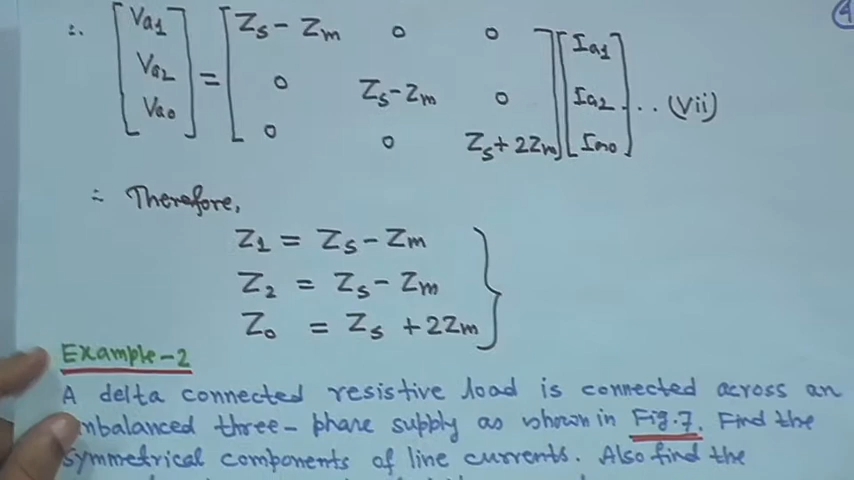 4
∴ [Va1 Va2 Va0] = [Zs-Zm 0 0; 0 Zs-Zm 0; 0 0 Zs+2Zm] [Ia1 Ia2 Ia0] ... (vii)
∴ Therefore,
Z1 = Zs-Zm
Z2 = Zs-Zm
Z0 = Zs+2Zm
Example-2
A delta connected resistive load is connected across an
unbalanced three-phase supply as shown in Fig.7. Find the
symmetrical components of line currents. Also find the